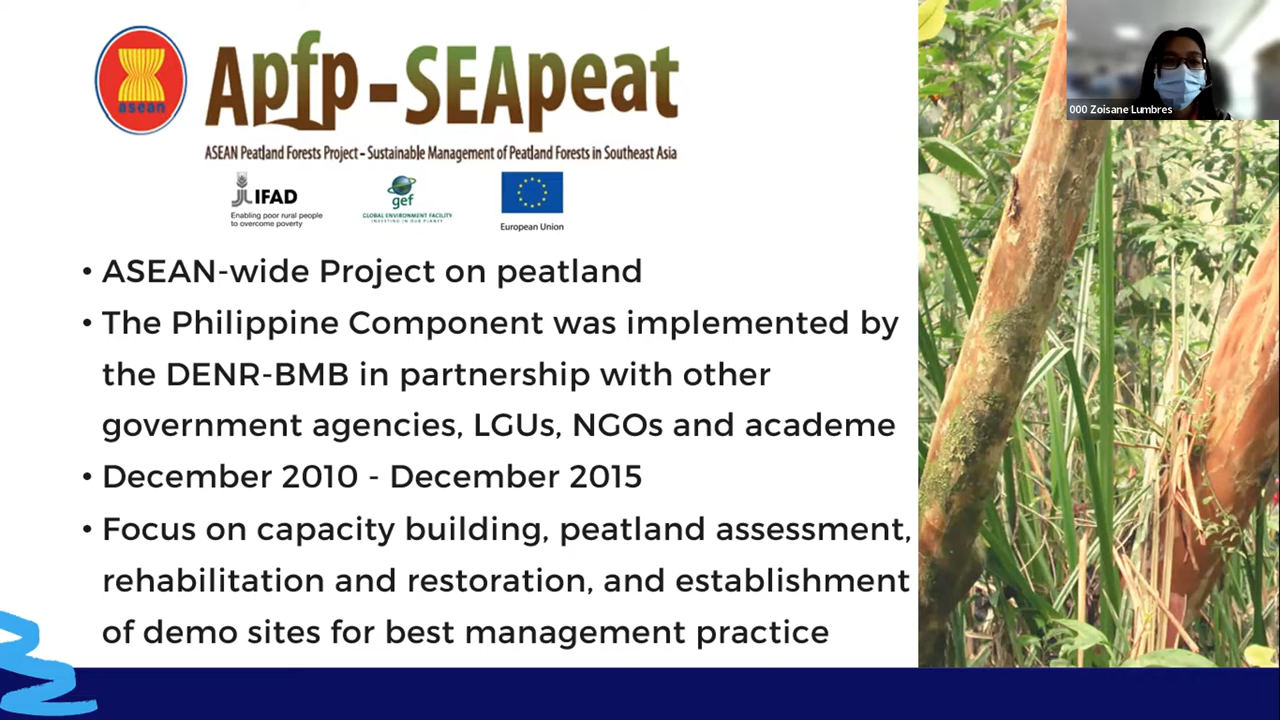 asean
Apfp - SEApeat
ASEAN Peatland Forests Project - Sustainable Management of Peatland Forests in Southeast Asia
JL IFAD
Enabling poor rural people
to overcome poverty
gef
GLOBAL ENVIRONMENT FACILITY
INVESTING IN OUR PLANET
European Union
• ASEAN-wide Project on peatland
• The Philippine Component was implemented by
the DENR-BMB in partnership with other
government agencies, LGUs, NGOs and academe
• December 2010 - December 2015
• Focus on capacity building, peatland assessment,
rehabilitation and restoration, and establishment
of demo sites for best management practice
000 Zoisane Lumbres